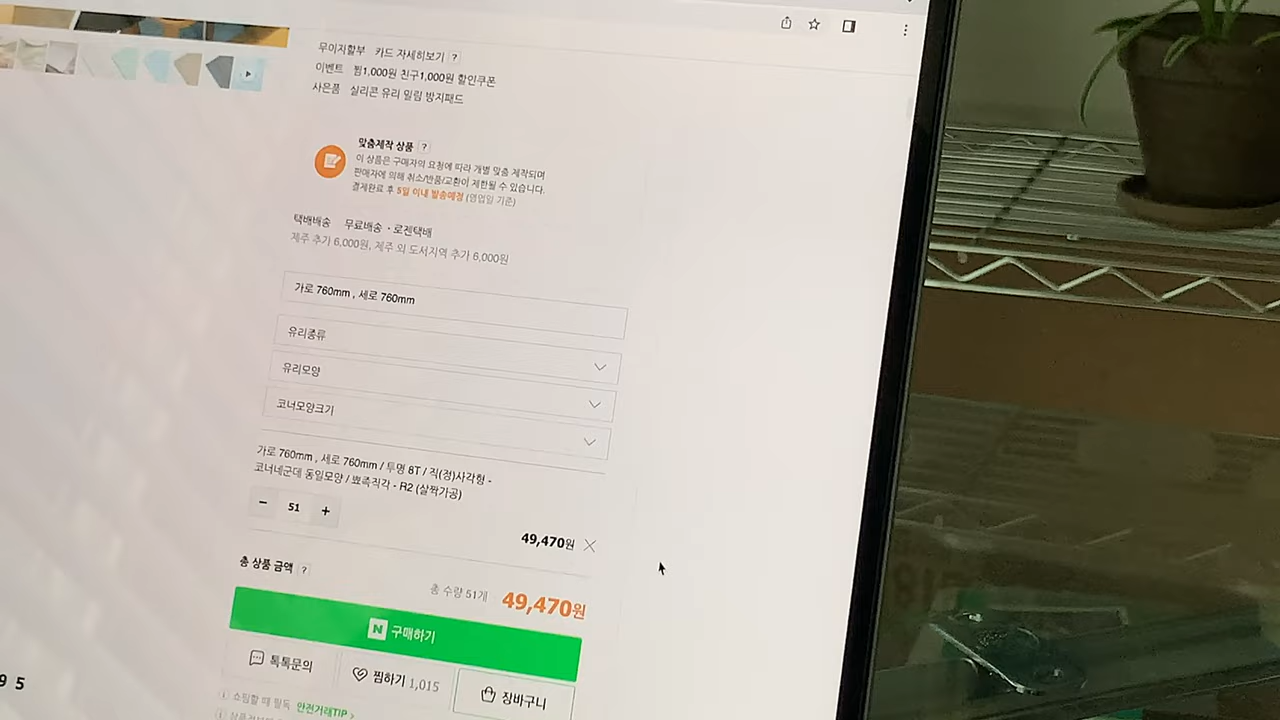 무이자할부 카드 자세히보기 ?
이벤트 찜1,000원 친구1,000원 할인쿠폰
사은품 실리콘 유리 밀림 방지패드
맞춤제작 상품 ?
이 상품은 구매자의 요청에 따라 개별 맞춤 제작되며
판매자에 의해 취소/반품/교환이 제한될 수 있습니다.
결제완료 후 5일 이내 발송예정 (영업일 기준)
택배배송 무료배송 · 로젠택배
제주 추가 6,000원, 제주 외 도서지역 추가 6,000원
가로 760mm , 세로 760mm
유리종류
유리모양
코너모양크기
가로 760mm , 세로 760mm / 투명 8T / 직(정)사각형 -
코너네군데 동일모양 / 뾰족직각 - R2 (살짝가공)
− 51 +
49,470원
총 상품 금액 ?
총 수량 51개 49,470원
N 구매하기
톡톡문의 찜하기 1,015 장바구니
쇼핑할 때 필독 안전거래TIP >
9 5